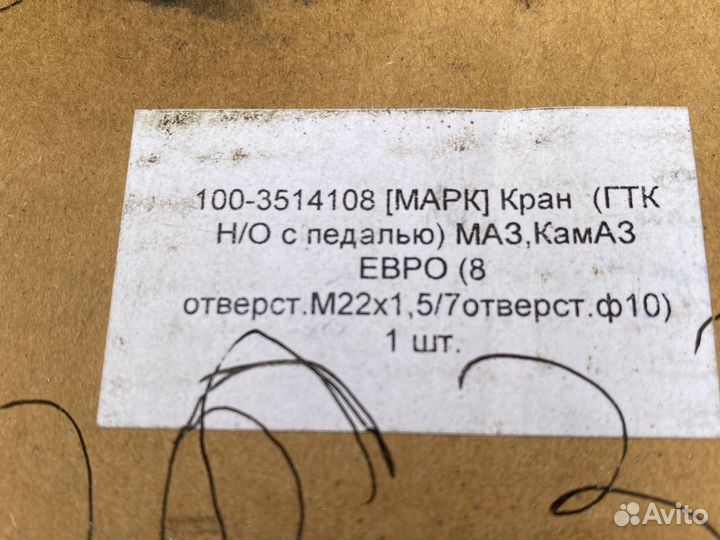 100-3514108 [МАРК] Кран (ГТК
Н/О с педалью) МАЗ,КамАЗ
ЕВРО (8
отверст.М22х1,5/7отверст.ф10)
1 шт.
Avito